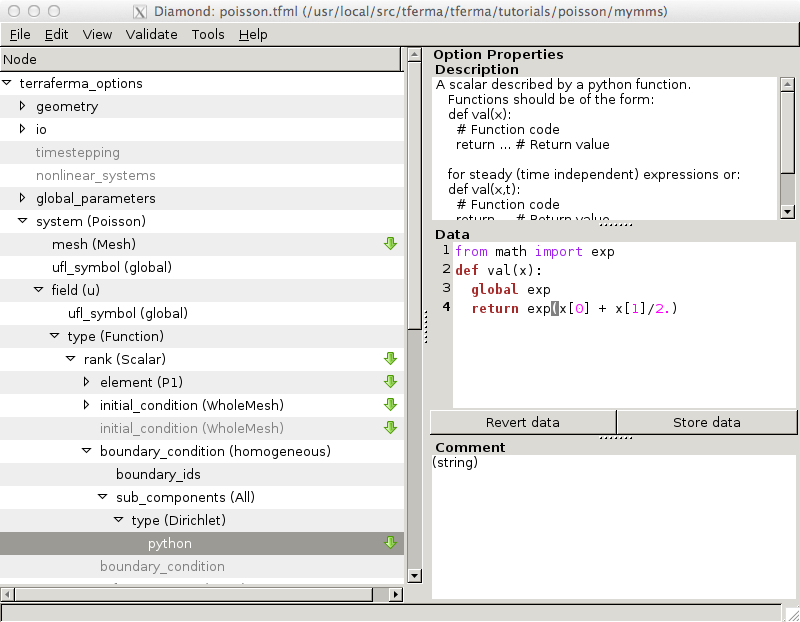 Diamond: poisson.tfml (/usr/local/src/tferma/tferma/tutorials/poisson/mymms)
File Edit View Validate Tools Help
Node
terraferma_options
geometry
io
timestepping
nonlinear_systems
global_parameters
system (Poisson)
mesh (Mesh)
ufl_symbol (global)
field (u)
ufl_symbol (global)
type (Function)
rank (Scalar)
element (P1)
initial_condition (WholeMesh)
initial_condition (WholeMesh)
boundary_condition (homogeneous)
boundary_ids
sub_components (All)
type (Dirichlet)
python
boundary_condition
Option Properties
Description
A scalar described by a python function.
Functions should be of the form:
def val(x):
# Function code
return ... # Return value
for steady (time independent) expressions or:
def val(x,t):
# Function code
return ... # Return value
Data
1 from math import exp
2 def val(x):
3 global exp
4 return exp(x[0] + x[1]/2.)
Revert data
Store data
Comment
(string)